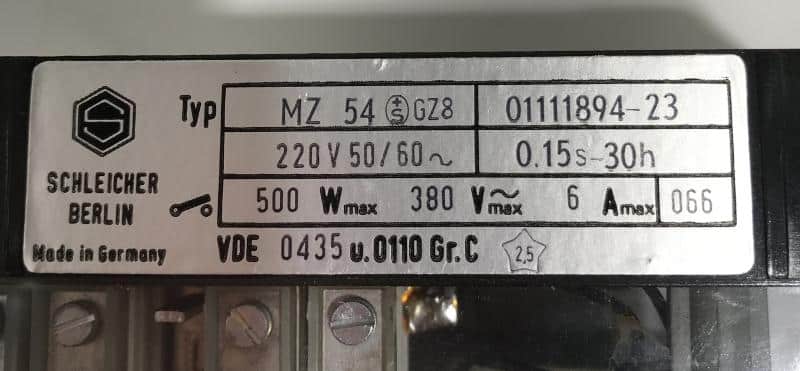 Typ MZ 54 GZ8 01111894-23
220 V 50/60~ 0.15s-30h
SCHLEICHER
BERLIN
500 Wmax 380 V≂max 6 Amax 066
Made in Germany
VDE 0435 u. 0110 Gr. C 2,5